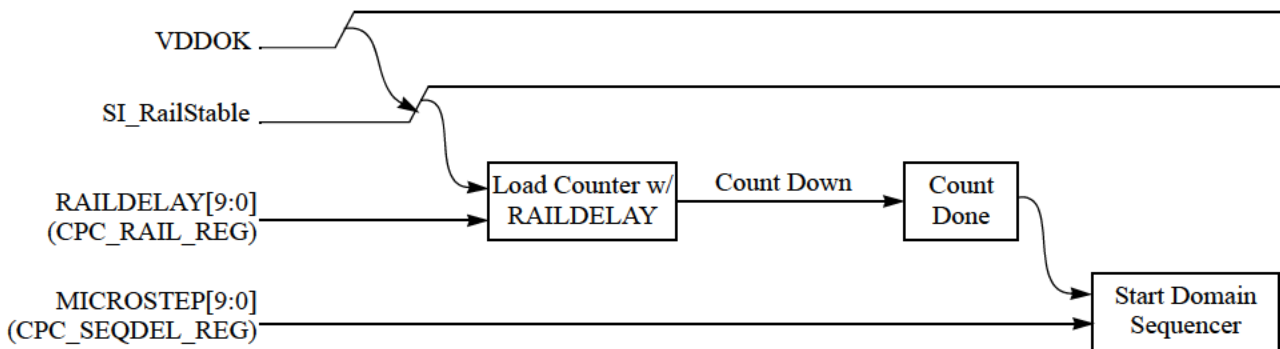 VDDOK
SI_RailStable
RAILDELAY[9:0]
(CPC_RAIL_REG)
Load Counter w/
RAILDELAY
Count Down
Count
Done
MICROSTEP[9:0]
(CPC_SEQDEL_REG)
Start Domain
Sequencer